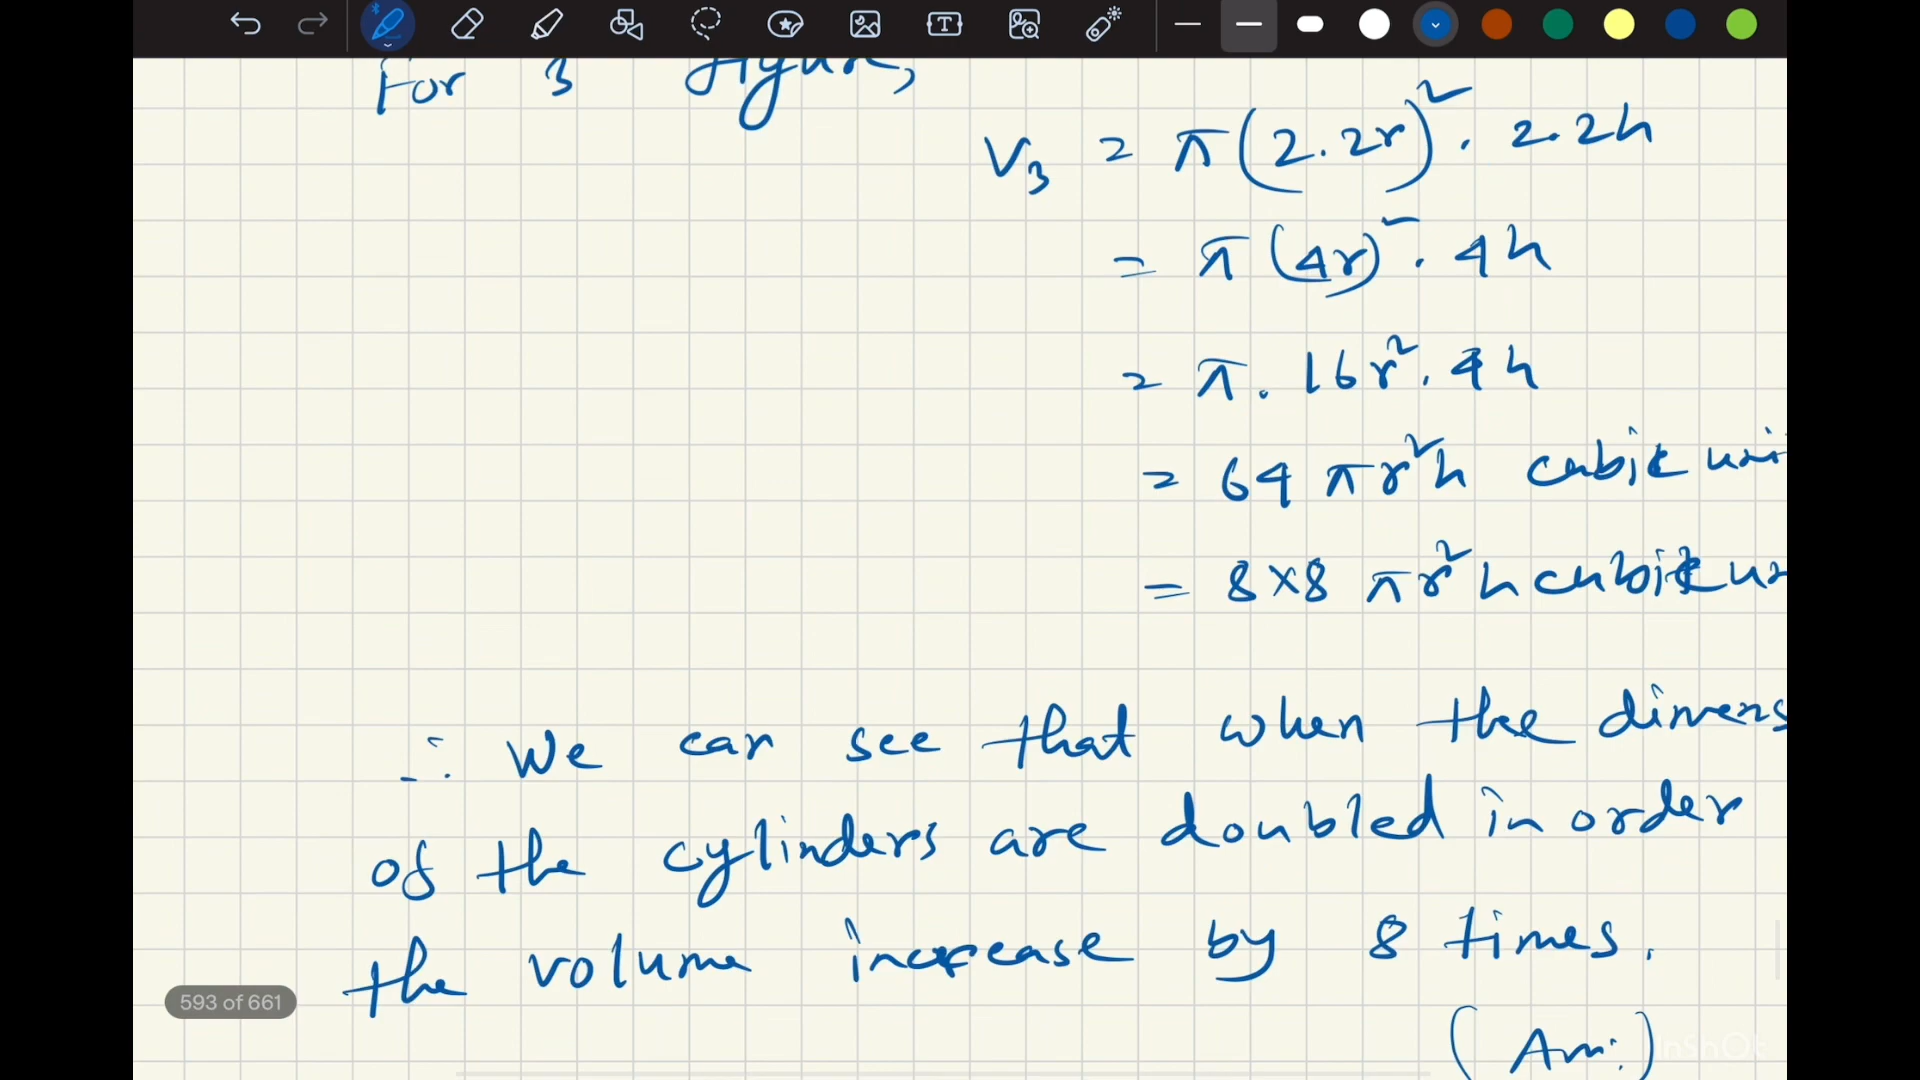 For 3 figure,
V₃ = π(2.2r)² . 2.2h
= π(4r)² . 4h
= π . 16r² . 4h
= 64 πr²h cubic uni
= 8×8 πr²h cubic un
∴ We can see that when the dimens
of the cylinders are doubled in order
the volume increase by 8 times.
(Ans:)
593 of 661
InShOt